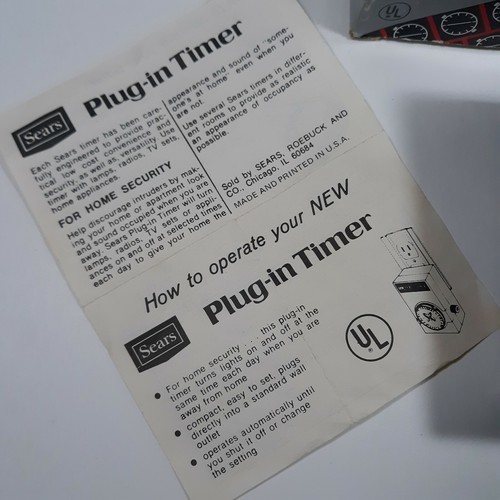 Sears
Plug-in Timer
Each Sears timer has been care-
fully engineered to provide prac-
tical, low cost convenience and
security as well as versatility. Use
timer with lamps, radios, TV sets,
home appliances.
FOR HOME SECURITY
Help discourage intruders by mak-
ing your home or apartment look
and sound occupied when you are
away. Sears Plug-in Timer will turn
lamps, radios, TV sets or appli-
ances on and off at selected times
each day to give your home the
appearance and sound of "some-
one's at home" even when you
are not.
Use several Sears timers in differ-
ent rooms to provide as realistic
an appearance of occupancy as
possible.
Sold by SEARS, ROEBUCK AND
CO., Chicago, IL 60684
MADE AND PRINTED IN U.S.A.
How to operate your NEW
Sears
Plug-in Timer
• For home security . . . this plug-in
timer turns lights on and off at the
same time each day when you are
away from home
• compact, easy to set, plugs
directly into a standard wall
outlet
• operates automatically until
you shut it off or change
the setting
UL
UL